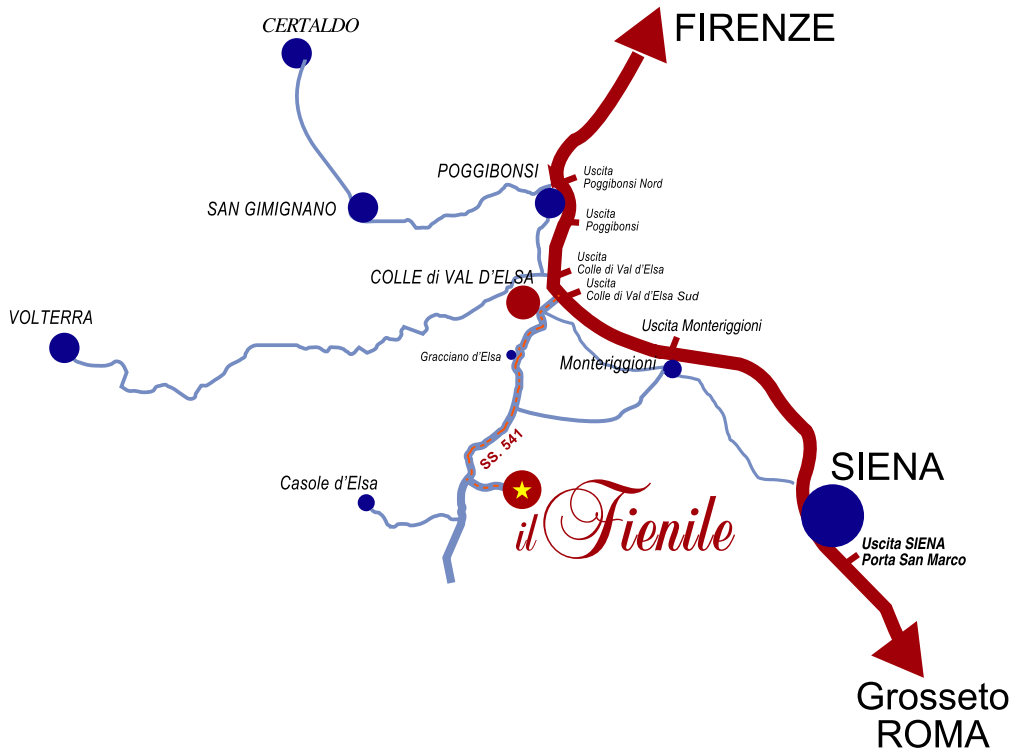 CERTALDO
FIRENZE
POGGIBONSI
Uscita
Poggibonsi Nord
SAN GIMIGNANO
Uscita
Poggibonsi
Uscita
Colle di Val d'Elsa
COLLE di VAL D'ELSA
Uscita
Colle di Val d'Elsa Sud
VOLTERRA
Uscita Monteriggioni
Gracciano d'Elsa
Monteriggioni
SS. 541
SIENA
Casole d'Elsa
il Fienile
Uscita SIENA
Porta San Marco
Grosseto
ROMA